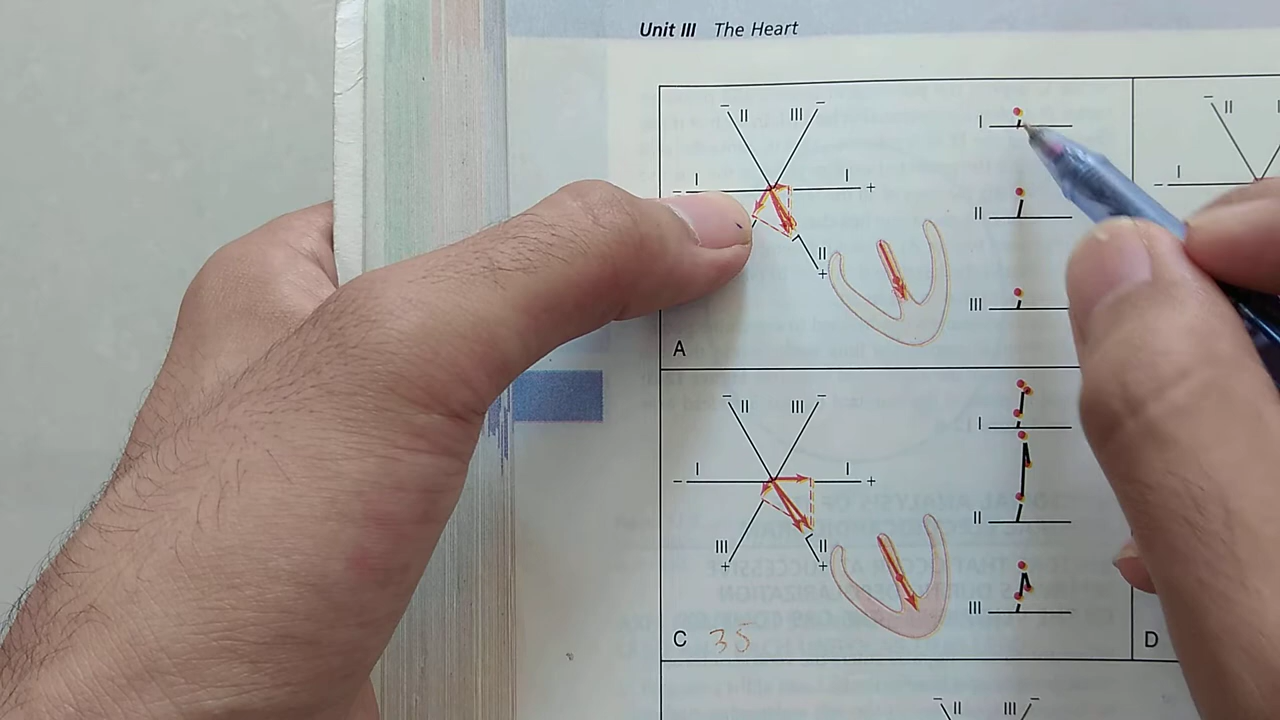 Unit III The Heart
− II III −
− I I +
II
+
A
I
II
III
− II III −
− I I +
III II
+ +
C 35
I
II
III
− II
− I
D
− II III −